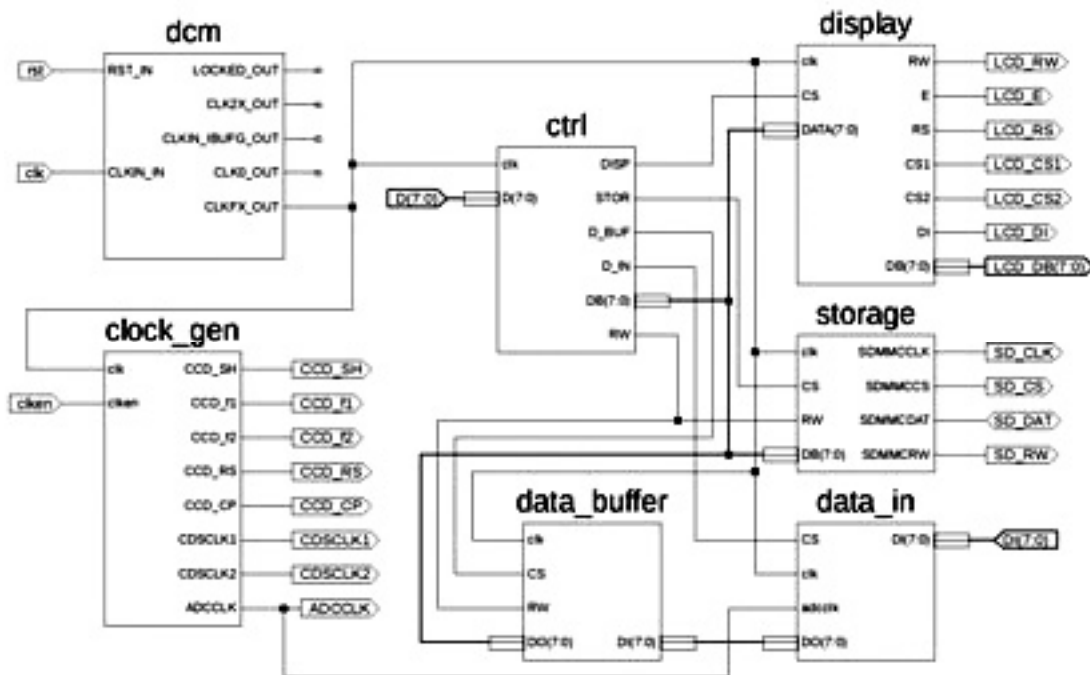 dcm
rst
RST_IN
LOCKED_OUT
CLK2X_OUT
CLKIN_IBUFG_OUT
clk
CLKIN_IN
CLK0_OUT
CLKFX_OUT
clock_gen
clk
CCD_SH
CCD_SH
clken
clken
CCD_f1
CCD_f1
CCD_f2
CCD_f2
CCD_RS
CCD_RS
CCD_CP
CCD_CP
CDSCLK1
CDSCLK1
CDSCLK2
CDSCLK2
ADCCLK
ADCCLK
ctrl
clk
DISP
D(7:0)
D(7:0)
STOR
D_BUF
D_IN
DB(7:0)
RW
display
clk
RW
LCD_RW
CS
E
LCD_E
DATA(7:0)
RS
LCD_RS
CS1
LCD_CS1
CS2
LCD_CS2
DI
LCD_DI
DB(7:0)
LCD_DB(7:0)
storage
clk
SDMMCCLK
SD_CLK
CS
SDMMCCS
SD_CS
RW
SDMMCDAT
SD_DAT
DB(7:0)
SDMMCRW
SD_RW
data_buffer
clk
CS
RW
DO(7:0)
DI(7:0)
data_in
CS
DI(7:0)
DI(7:0)
clk
adcclk
DO(7:0)